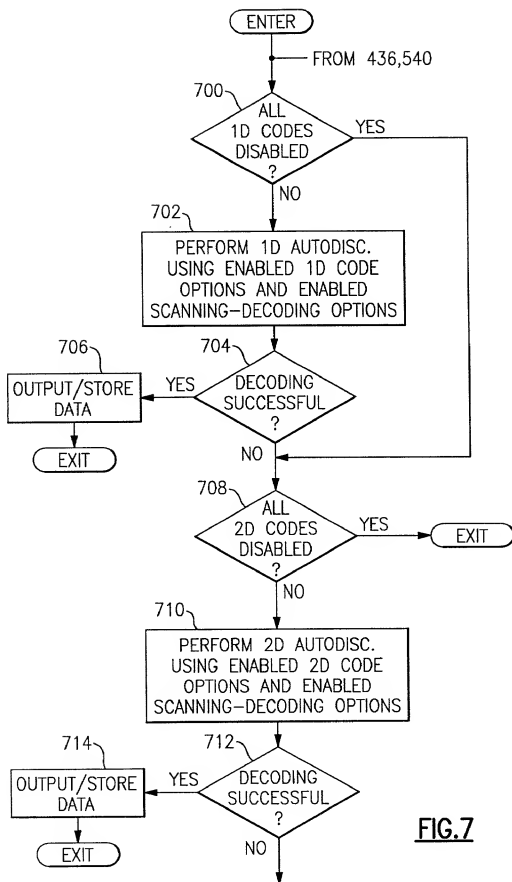 ENTER
FROM 436,540
700
ALL
1D CODES
DISABLED
?
YES
NO
702
PERFORM 1D AUTODISC.
USING ENABLED 1D CODE
OPTIONS AND ENABLED
SCANNING-DECODING OPTIONS
704
DECODING
SUCCESSFUL
?
YES
706
OUTPUT/STORE
DATA
EXIT
NO
708
ALL
2D CODES
DISABLED
?
YES
EXIT
NO
710
PERFORM 2D AUTODISC.
USING ENABLED 2D CODE
OPTIONS AND ENABLED
SCANNING-DECODING OPTIONS
712
DECODING
SUCCESSFUL
?
YES
714
OUTPUT/STORE
DATA
EXIT
NO
FIG.7